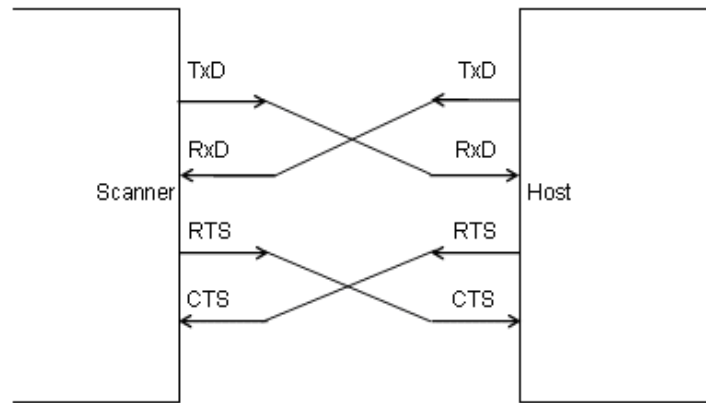 TxD TxD
RxD RxD
Scanner Host
RTS RTS
CTS CTS